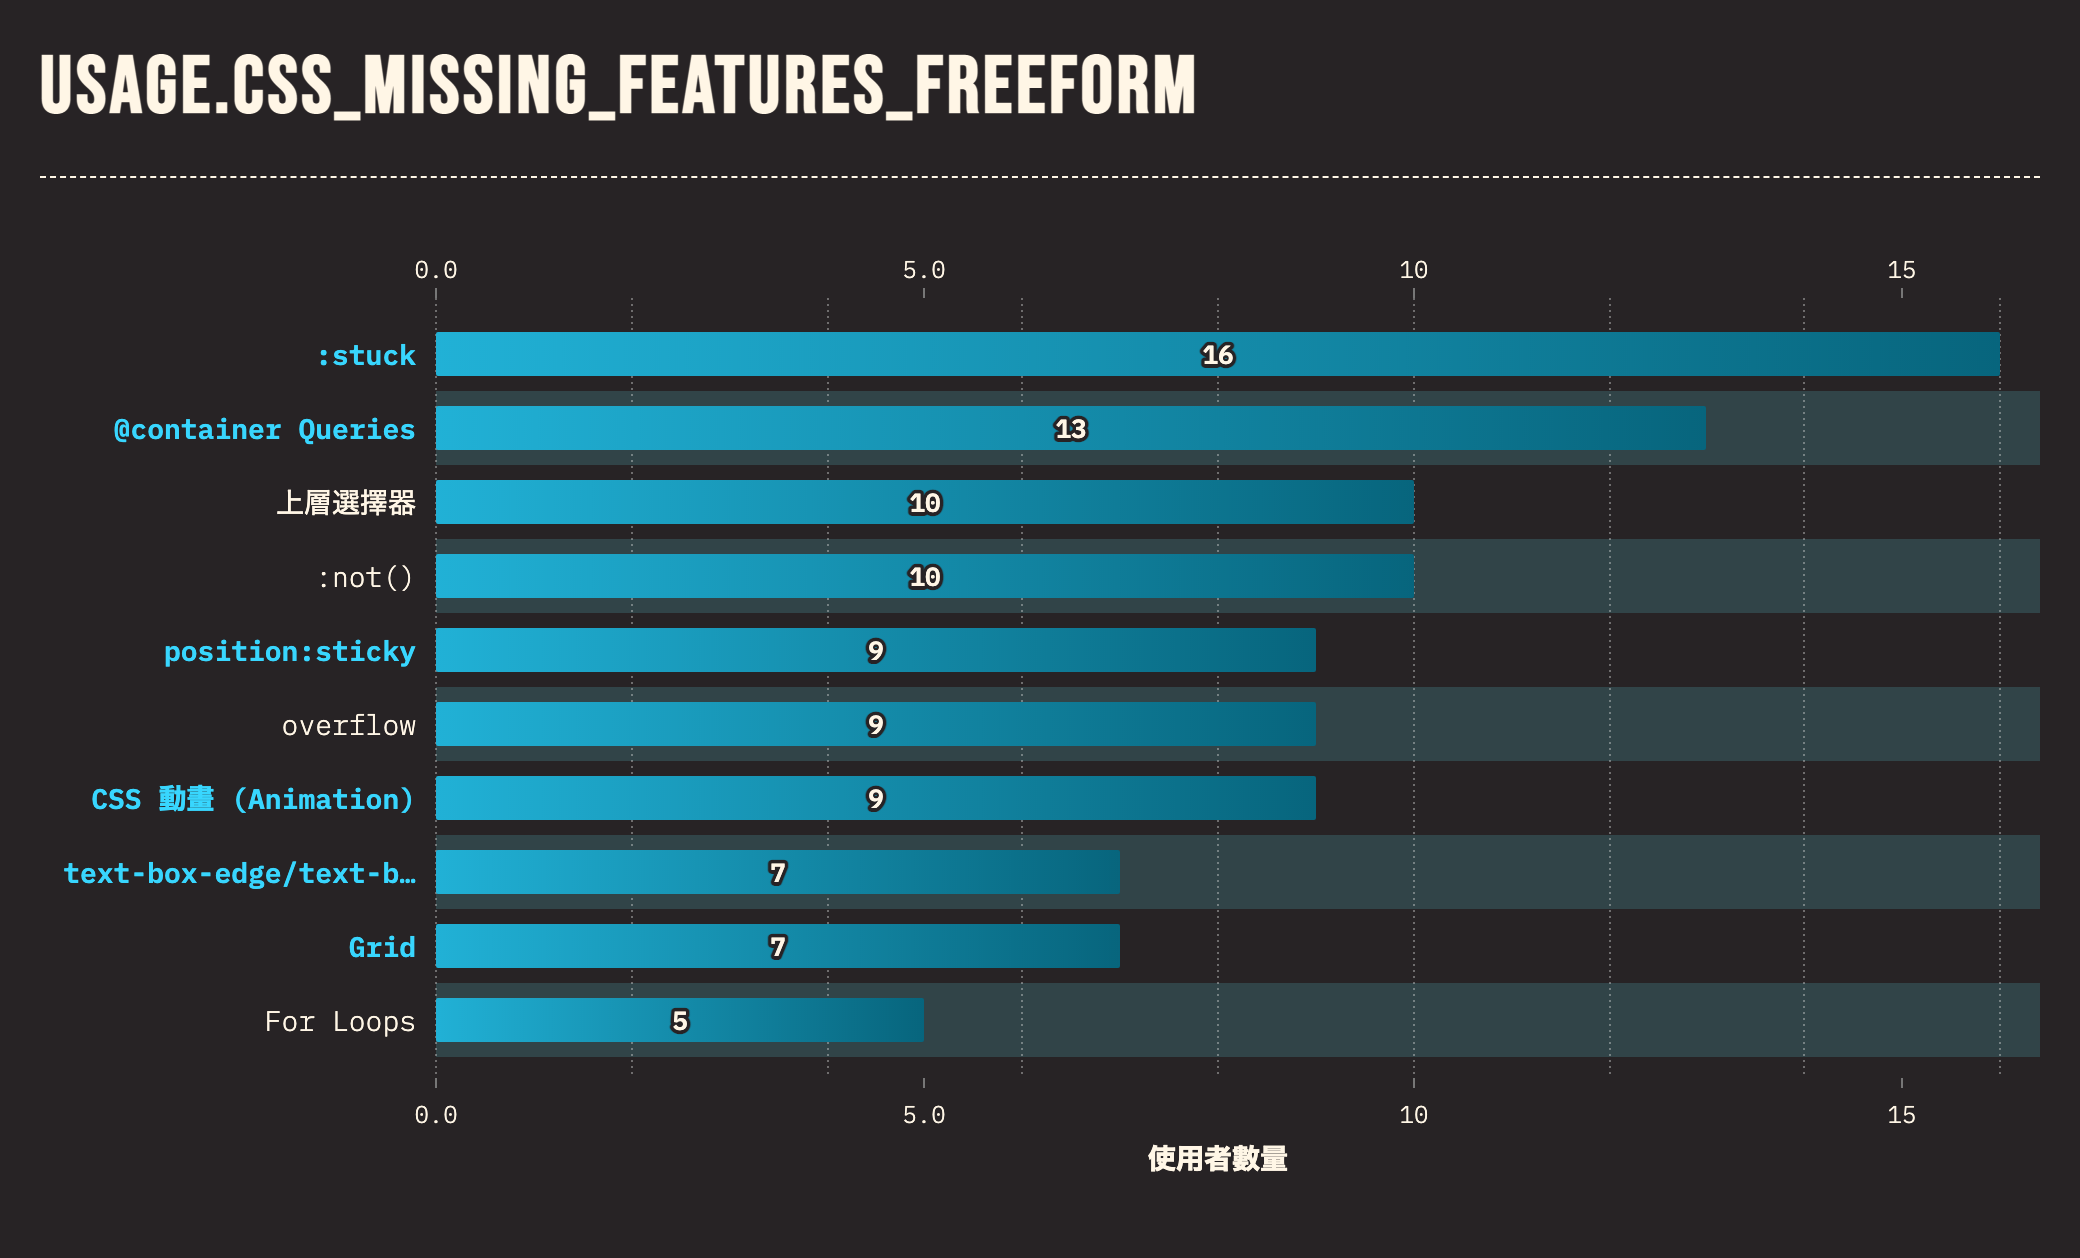 USAGE.CSS_MISSING_FEATURES_FREEFORM
0.0 5.0 10 15
:stuck 16
@container Queries 13
上層選擇器 10
:not() 10
position:sticky 9
overflow 9
CSS 動畫 (Animation) 9
text-box-edge/text-b… 7
Grid 7
For Loops 5
0.0 5.0 10 15
使用者數量